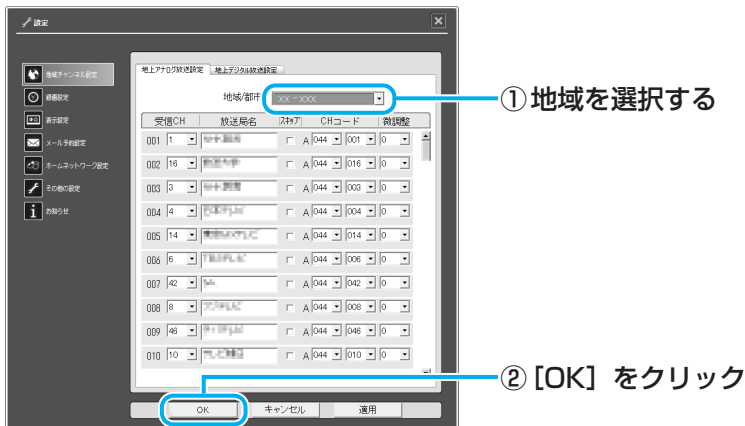 設定
地域チャンネル設定
録画設定
表示設定
メール予約設定
ホームネットワーク設定
その他の設定
お知らせ
地上アナログ放送設定 地上デジタル放送設定
地域/都市 xx - xxx
受信CH 放送局名 スキップ CHコード 微調整
001 1 A 044 001 0
002 16 A 044 016 0
003 3 A 044 003 0
004 4 A 044 004 0
005 14 A 044 014 0
006 6 A 044 006 0
007 42 A 044 042 0
008 8 A 044 008 0
009 46 A 044 046 0
010 10 A 044 010 0
OK キャンセル 適用
①地域を選択する
②[OK] をクリック